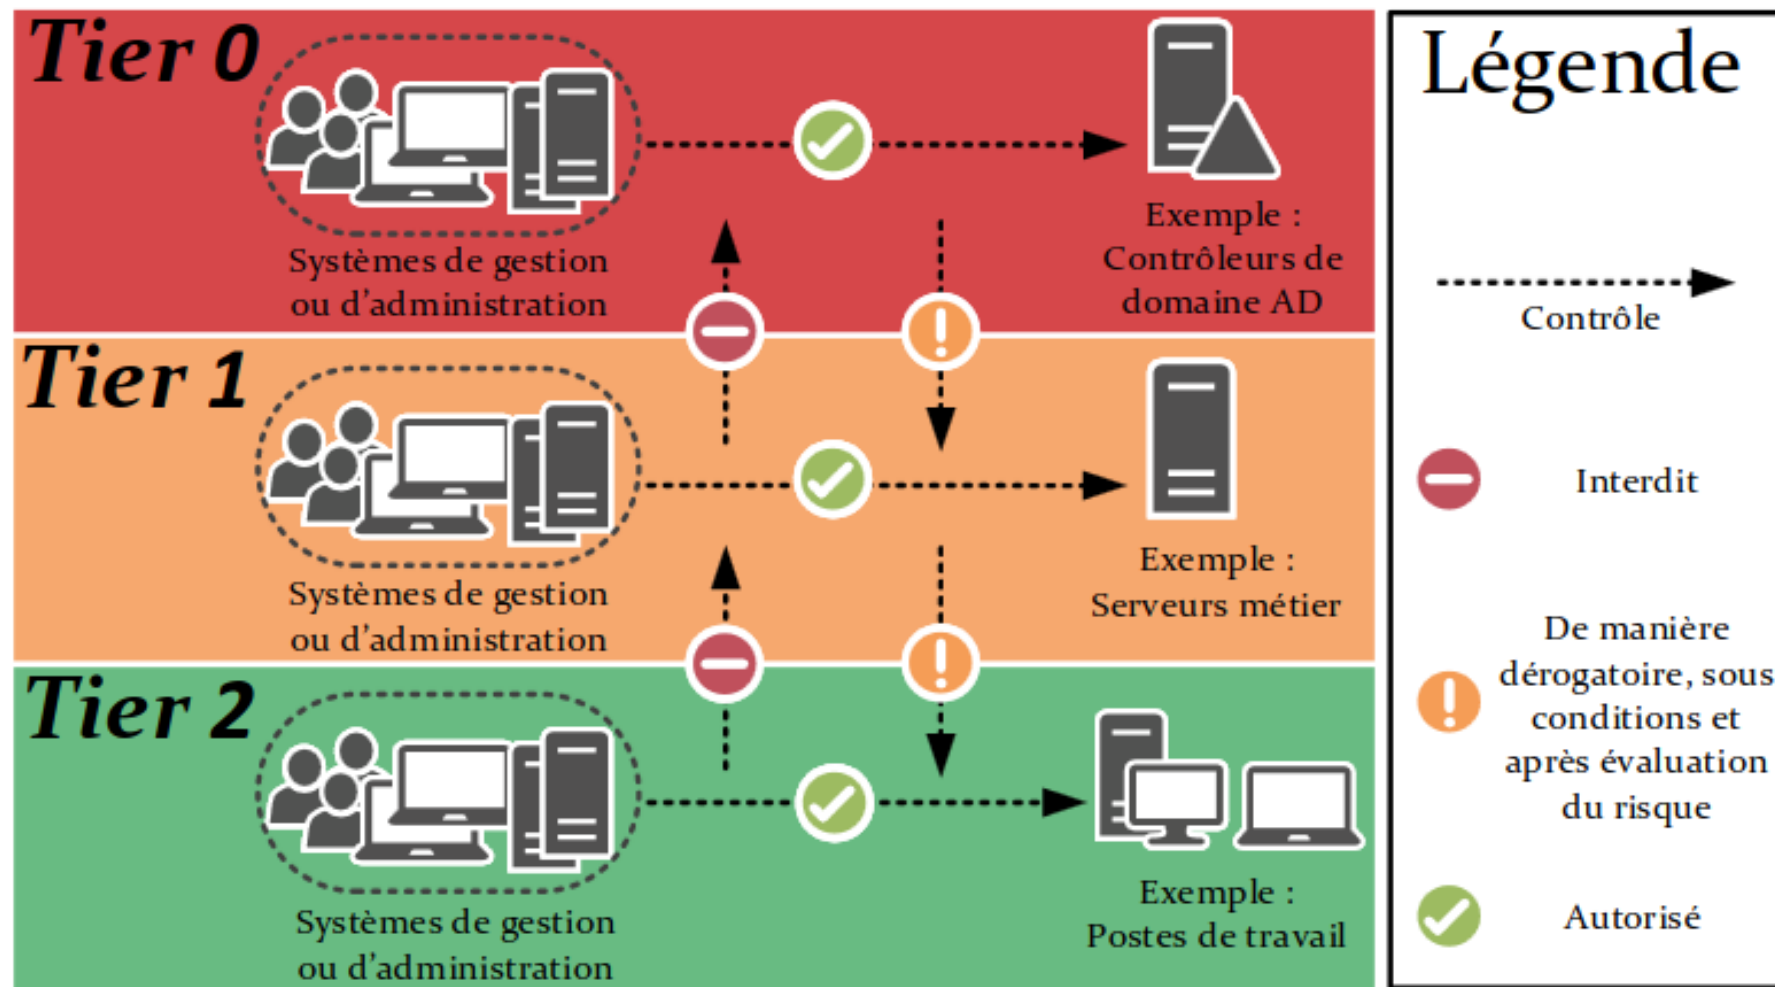 Tier 0
Systèmes de gestion
ou d’administration
Exemple :
Contrôleurs de
domaine AD
Tier 1
Systèmes de gestion
ou d’administration
Exemple :
Serveurs métier
Tier 2
Systèmes de gestion
ou d’administration
Exemple :
Postes de travail
Légende
Contrôle
Interdit
De manière
dérogatoire, sous
conditions et
après évaluation
du risque
Autorisé